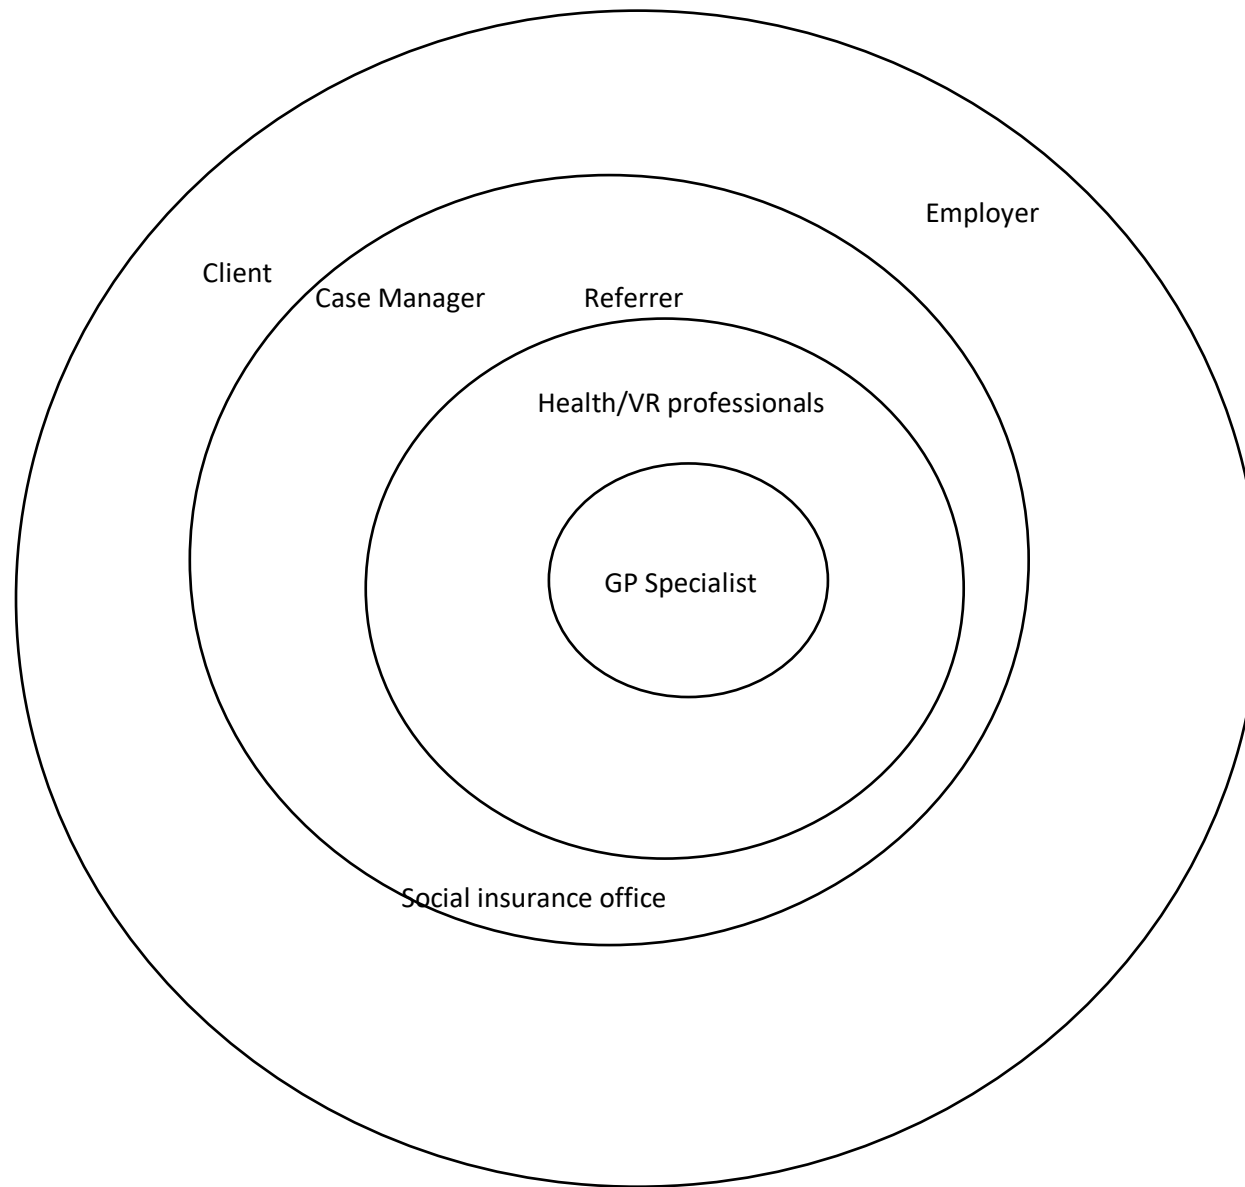 Employer
Client
Case Manager
Referrer
Health/VR professionals
GP Specialist
Social insurance office